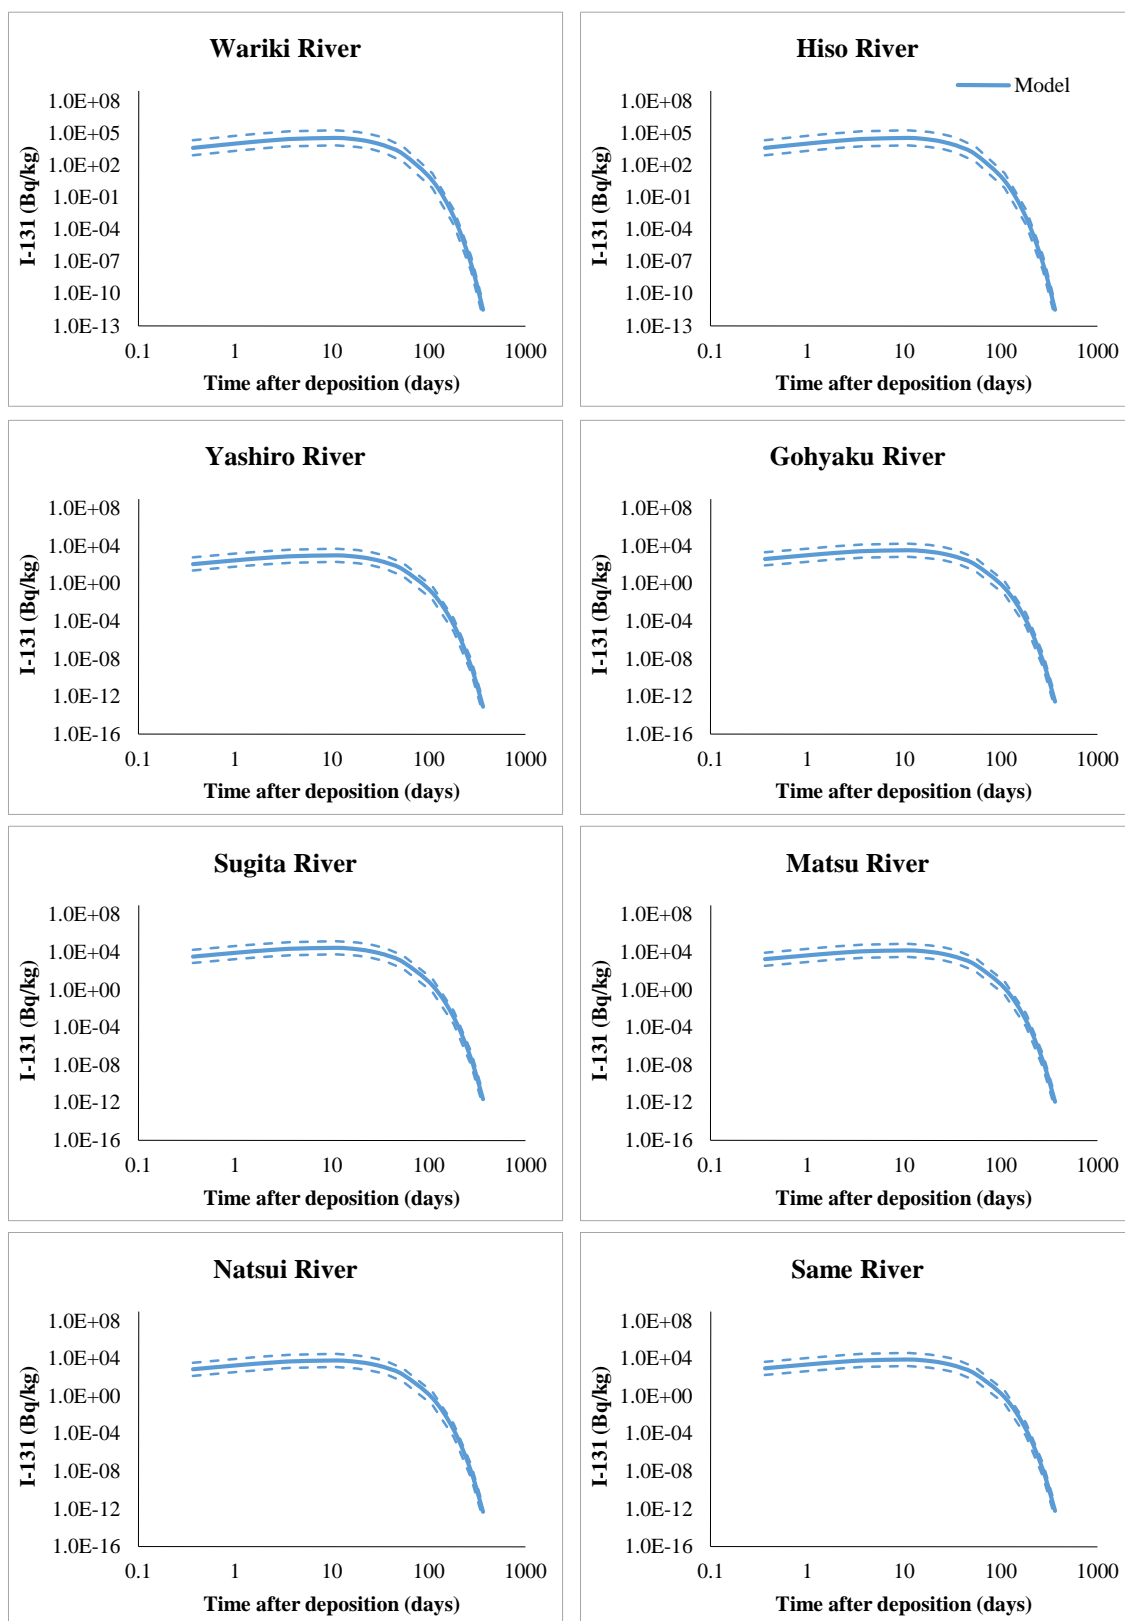 Wariki River
I-131 (Bq/kg)
1.0E+08
1.0E+05
1.0E+02
1.0E-01
1.0E-04
1.0E-07
1.0E-10
1.0E-13
0.1 1 10 100 1000
Time after deposition (days)
Hiso River
Model
I-131 (Bq/kg)
1.0E+08
1.0E+05
1.0E+02
1.0E-01
1.0E-04
1.0E-07
1.0E-10
1.0E-13
0.1 1 10 100 1000
Time after deposition (days)
Yashiro River
I-131 (Bq/kg)
1.0E+08
1.0E+04
1.0E+00
1.0E-04
1.0E-08
1.0E-12
1.0E-16
0.1 1 10 100 1000
Time after deposition (days)
Gohyaku River
I-131 (Bq/kg)
1.0E+08
1.0E+04
1.0E+00
1.0E-04
1.0E-08
1.0E-12
1.0E-16
0.1 1 10 100 1000
Time after deposition (days)
Sugita River
I-131 (Bq/kg)
1.0E+08
1.0E+04
1.0E+00
1.0E-04
1.0E-08
1.0E-12
1.0E-16
0.1 1 10 100 1000
Time after deposition (days)
Matsu River
I-131 (Bq/kg)
1.0E+08
1.0E+04
1.0E+00
1.0E-04
1.0E-08
1.0E-12
1.0E-16
0.1 1 10 100 1000
Time after deposition (days)
Natsui River
I-131 (Bq/kg)
1.0E+08
1.0E+04
1.0E+00
1.0E-04
1.0E-08
1.0E-12
1.0E-16
0.1 1 10 100 1000
Time after deposition (days)
Same River
I-131 (Bq/kg)
1.0E+08
1.0E+04
1.0E+00
1.0E-04
1.0E-08
1.0E-12
1.0E-16
0.1 1 10 100 1000
Time after deposition (days)